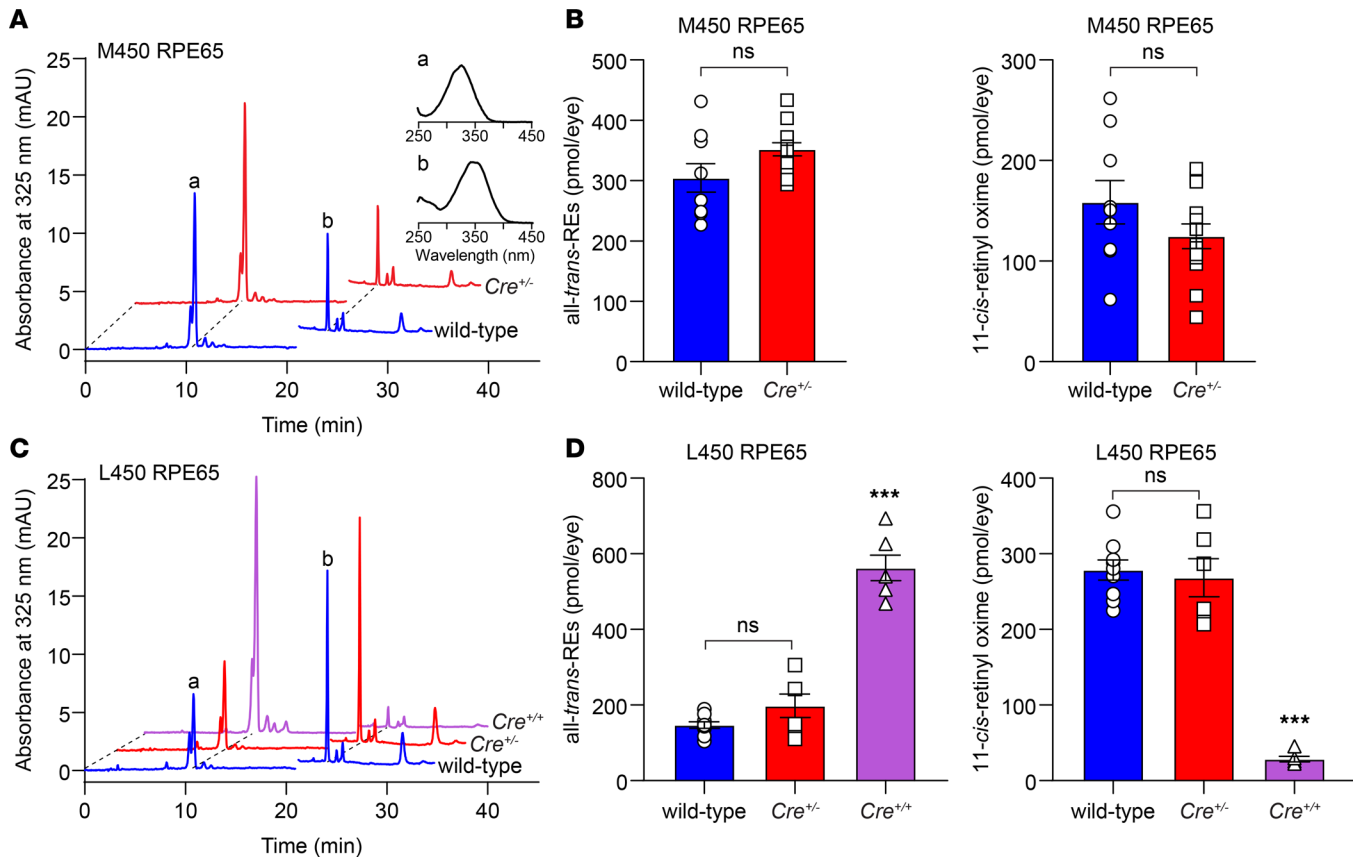 A
M450 RPE65
Absorbance at 325 nm (mAU)
25
20
15
10
5
0
a
b
a
250 350 450
b
250 350 450
Wavelength (nm)
Cre+/-
wild-type
0 10 20 30 40
Time (min)
B
M450 RPE65
ns
all-trans-REs (pmol/eye)
500
400
300
200
100
0
wild-type Cre+/-
M450 RPE65
ns
11-cis-retinyl oxime (pmol/eye)
300
200
100
0
wild-type Cre+/-
C
L450 RPE65
Absorbance at 325 nm (mAU)
25
20
15
10
5
0
a
b
Cre+/+
Cre+/-
wild-type
0 10 20 30 40
Time (min)
D
L450 RPE65
ns
***
all-trans-REs (pmol/eye)
800
600
400
200
0
wild-type Cre+/- Cre+/+
L450 RPE65
ns
***
11-cis-retinyl oxime (pmol/eye)
400
300
200
100
0
wild-type Cre+/- Cre+/+